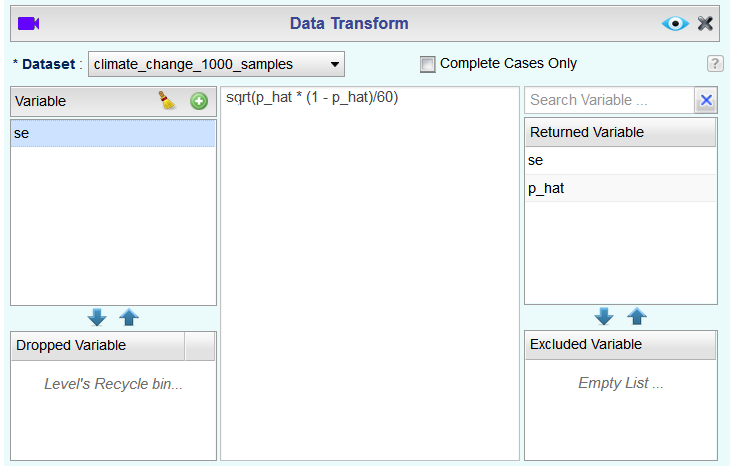 Data Transform
* Dataset : climate_change_1000_samples Complete Cases Only ?
Variable
se
Dropped Variable
Level's Recycle bin...
sqrt(p_hat * (1 - p_hat)/60)
Search Variable ...
Returned Variable
se
p_hat
Excluded Variable
Empty List ...